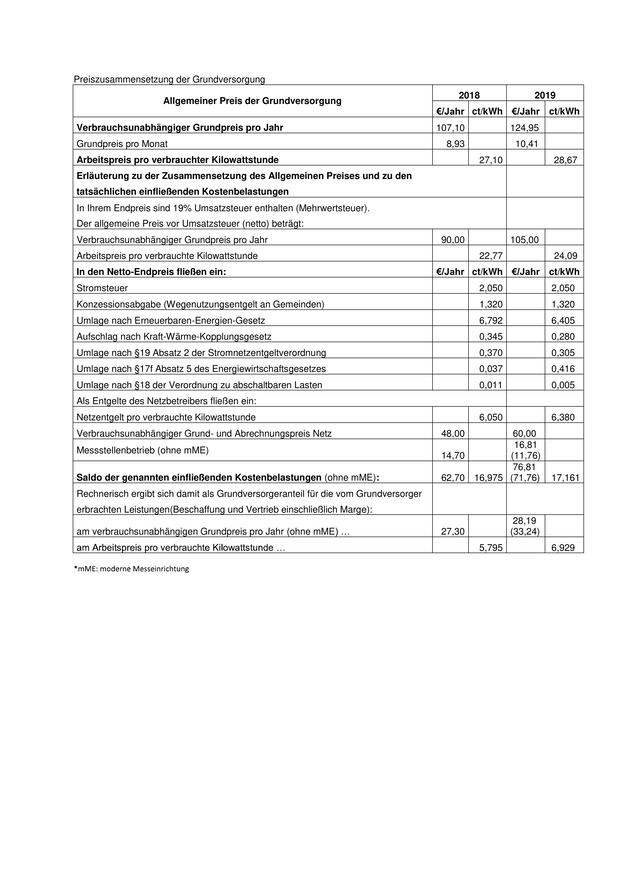 Preiszusammensetzung der Grundversorgung
Allgemeiner Preis der Grundversorgung 2018 2019
€/Jahr ct/kWh €/Jahr ct/kWh
Verbrauchsunabhängiger Grundpreis pro Jahr 107,10 124,95
Grundpreis pro Monat 8,93 10,41
Arbeitspreis pro verbrauchter Kilowattstunde 27,10 28,67
Erläuterung zu der Zusammensetzung des Allgemeinen Preises und zu den
tatsächlichen einfließenden Kostenbelastungen
In Ihrem Endpreis sind 19% Umsatzsteuer enthalten (Mehrwertsteuer).
Der allgemeine Preis vor Umsatzsteuer (netto) beträgt:
Verbrauchsunabhängiger Grundpreis pro Jahr 90,00 105,00
Arbeitspreis pro verbrauchte Kilowattstunde 22,77 24,09
In den Netto-Endpreis fließen ein: €/Jahr ct/kWh €/Jahr ct/kWh
Stromsteuer 2,050 2,050
Konzessionsabgabe (Wegenutzungsentgelt an Gemeinden) 1,320 1,320
Umlage nach Erneuerbaren-Energien-Gesetz 6,792 6,405
Aufschlag nach Kraft-Wärme-Kopplungsgesetz 0,345 0,280
Umlage nach §19 Absatz 2 der Stromnetzentgeltverordnung 0,370 0,305
Umlage nach §17f Absatz 5 des Energiewirtschaftsgesetzes 0,037 0,416
Umlage nach §18 der Verordnung zu abschaltbaren Lasten 0,011 0,005
Als Entgelte des Netzbetreibers fließen ein:
Netzentgelt pro verbrauchte Kilowattstunde 6,050 6,380
Verbrauchsunabhängiger Grund- und Abrechnungspreis Netz 48,00 60,00
Messstellenbetrieb (ohne mME) 14,70 16,81
(11,76)
Saldo der genannten einfließenden Kostenbelastungen (ohne mME): 62,70 16,975 76,81
(71,76) 17,161
Rechnerisch ergibt sich damit als Grundversorgeranteil für die vom Grundversorger
erbrachten Leistungen(Beschaffung und Vertrieb einschließlich Marge):
am verbrauchsunabhängigen Grundpreis pro Jahr (ohne mME) … 27,30 28,19
(33,24)
am Arbeitspreis pro verbrauchte Kilowattstunde … 5,795 6,929
*mME: moderne Messeinrichtung